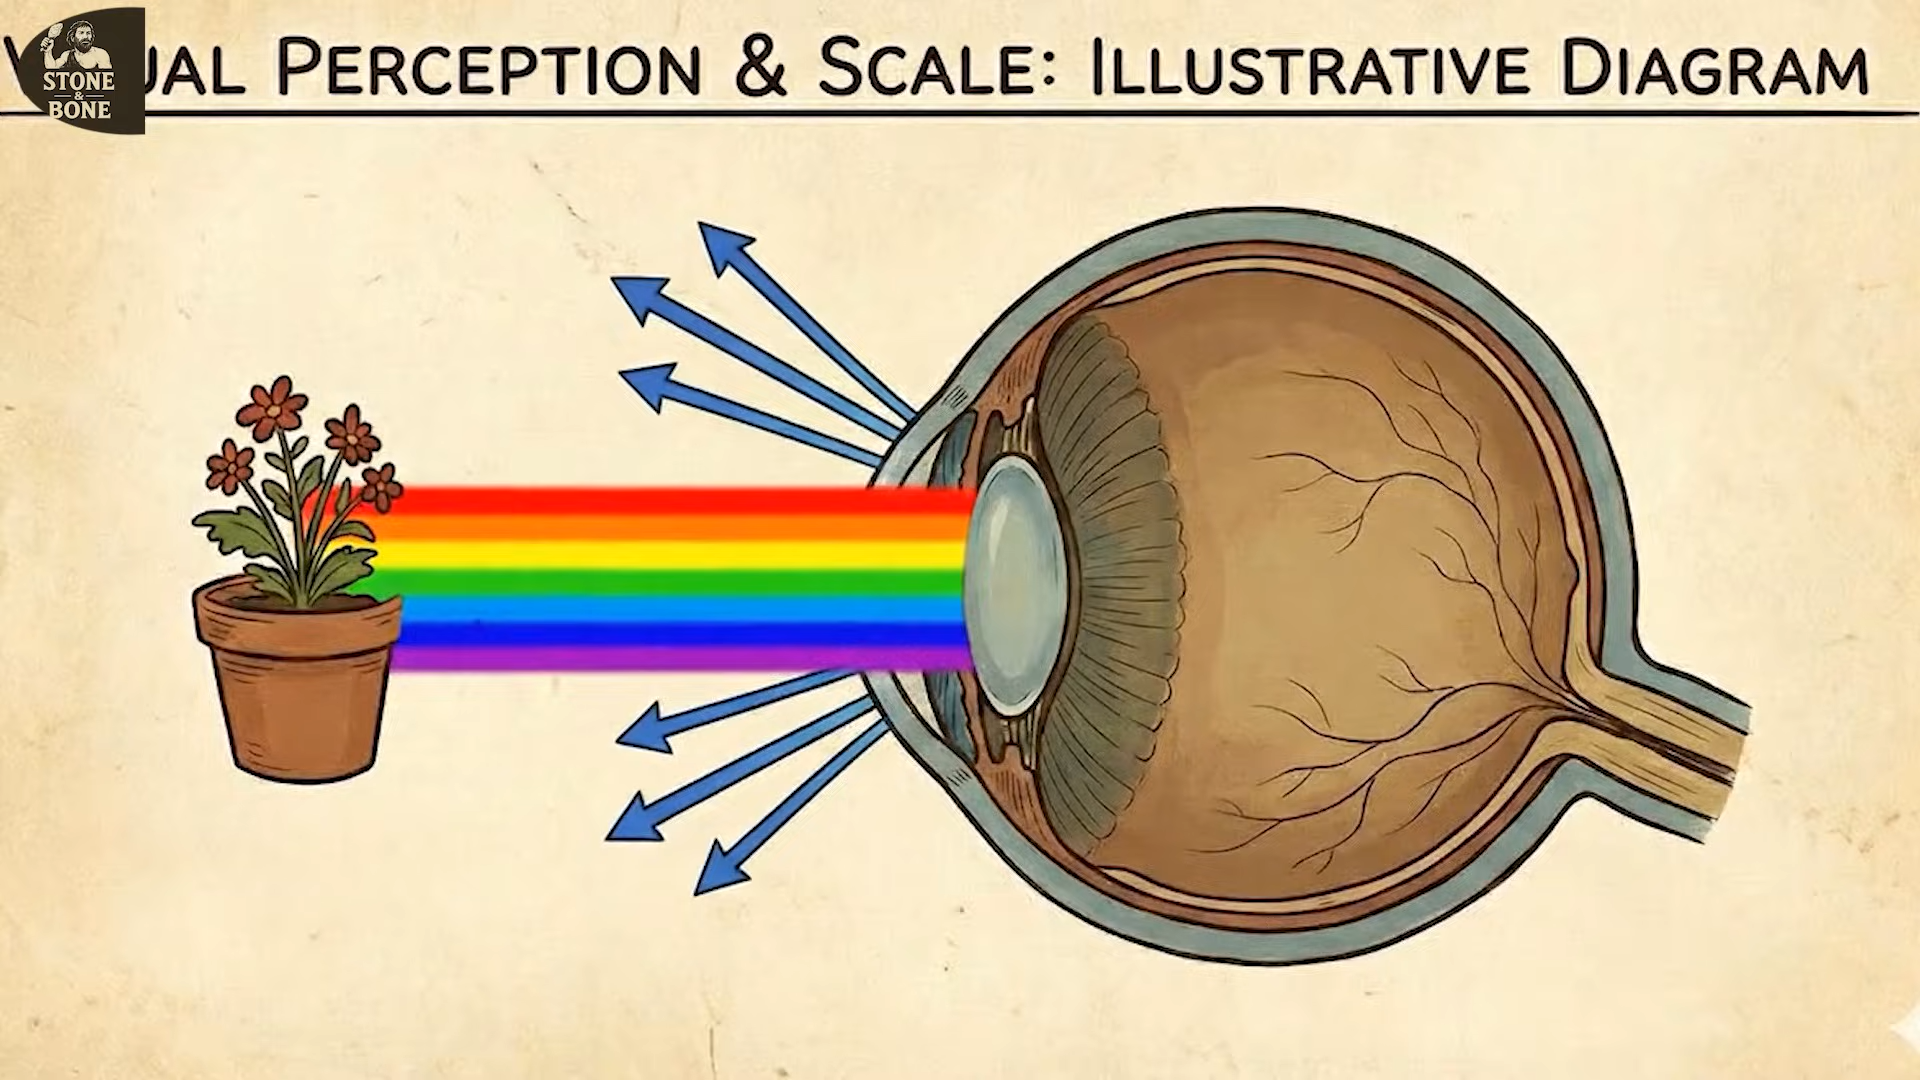 UAL PERCEPTION & SCALE: ILLUSTRATIVE DIAGRAM
STONE
&
BONE